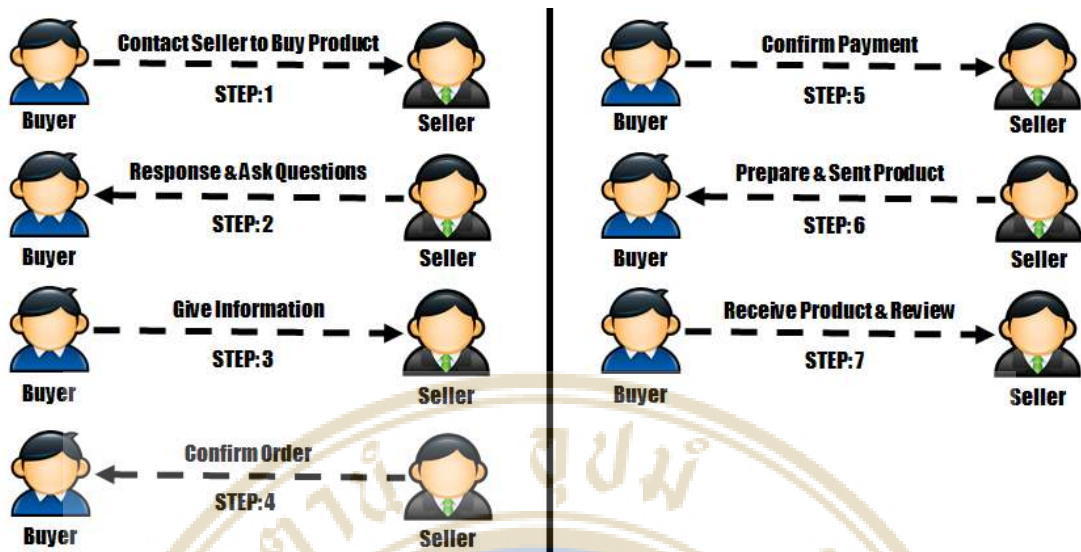 Contact Seller to Buy Product
STEP: 1
Buyer
Seller
Response & Ask Questions
STEP: 2
Buyer
Seller
Give Information
STEP: 3
Buyer
Seller
Confirm Order
STEP: 4
Buyer
Seller
Confirm Payment
STEP: 5
Buyer
Seller
Prepare & Sent Product
STEP: 6
Buyer
Seller
Receive Product & Review
STEP: 7
Buyer
Seller